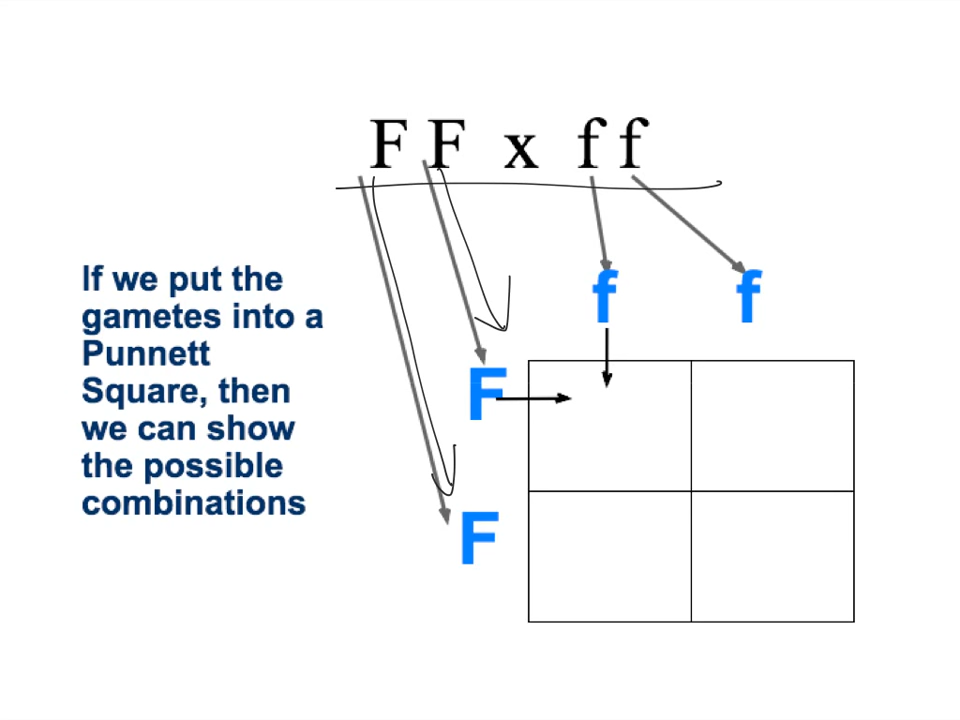 F F x f f
f f
If we put the
gametes into a
Punnett
Square, then
we can show
the possible
combinations
F
F